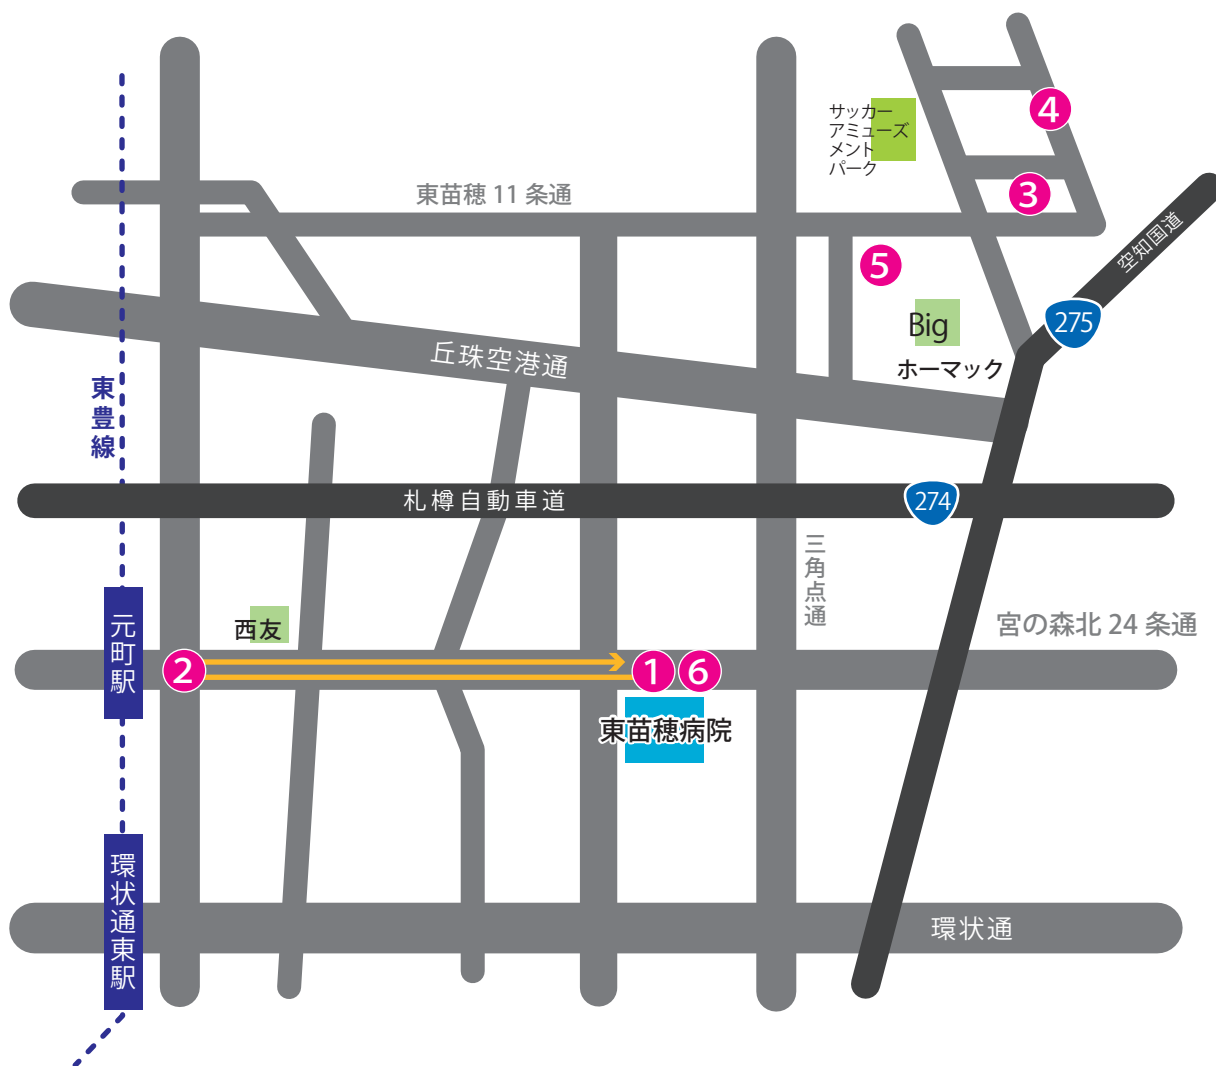 サッカー
アミューズ
メント
パーク
4
3
東苗穂 11 条通
空知国道
5
275
Big
丘珠空港通
ホーマック
東豊線
札樽自動車道
274
三角点通
元町駅
西友
宮の森北 24 条通
2
1
6
東苗穂病院
環状通東駅
環状通